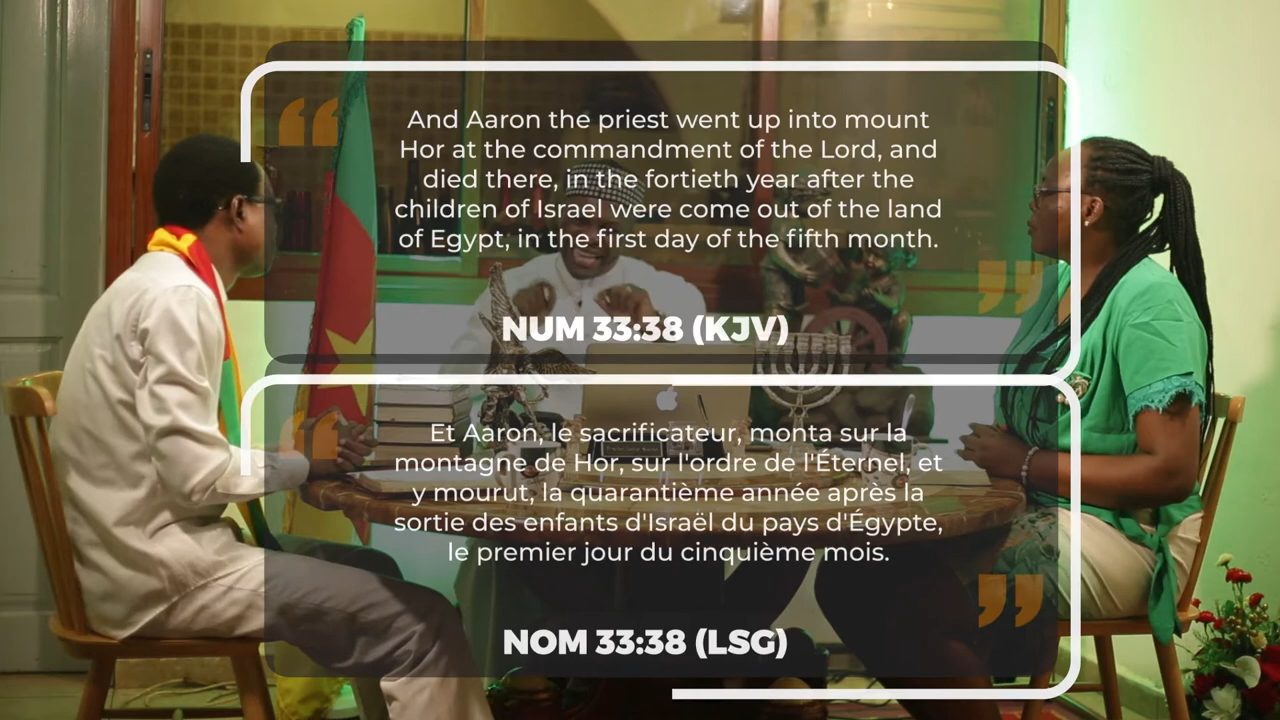 And Aaron the priest went up into mount
Hor at the commandment of the Lord, and
died there, in the fortieth year after the
children of Israel were come out of the land
of Egypt, in the first day of the fifth month.
NUM 33:38 (KJV)
Et Aaron, le sacrificateur, monta sur la
montagne de Hor, sur l'ordre de l'Éternel, et
y mourut, la quarantième année après la
sortie des enfants d'Israël du pays d'Égypte,
le premier jour du cinquième mois.
NOM 33:38 (LSG)